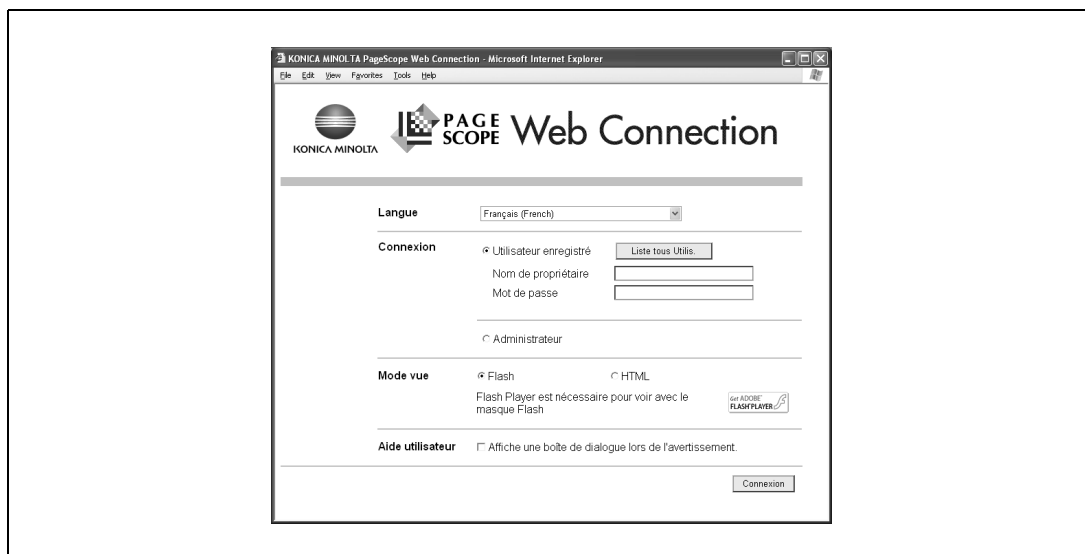 KONICA MINOLTA PageScope Web Connection - Microsoft Internet Explorer
File Edit View Favorites Tools Help
KONICA MINOLTA
PAGE SCOPE Web Connection
Langue Français (French)
Connexion Utilisateur enregistré Liste tous Utilis.
Nom de propriétaire
Mot de passe
Administrateur
Mode vue Flash HTML
Flash Player est nécessaire pour voir avec le
masque Flash
Get ADOBE®
FLASH® PLAYER
Aide utilisateur Affiche une boîte de dialogue lors de l'avertissement.
Connexion